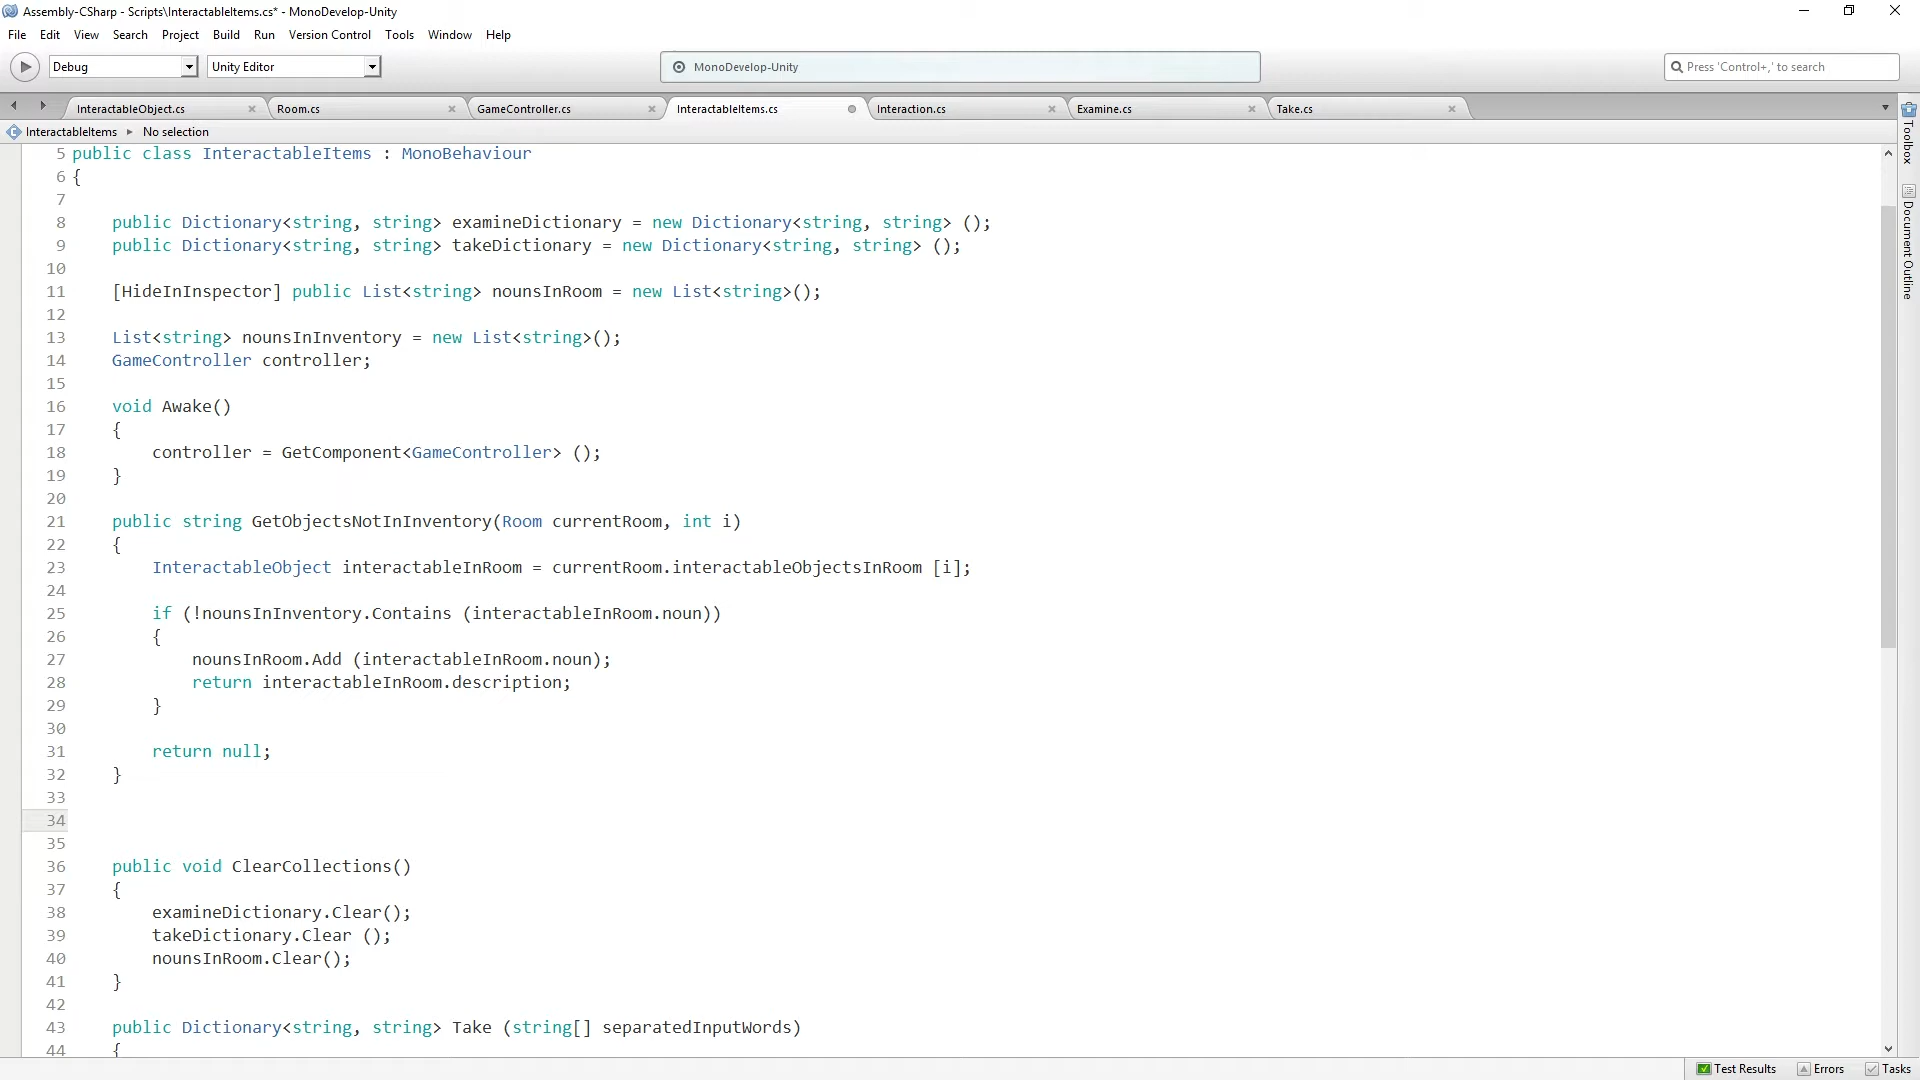 Assembly-CSharp - Scripts\InteractableItems.cs* - MonoDevelop-Unity
File Edit View Search Project Build Run Version Control Tools Window Help
Debug Unity Editor MonoDevelop-Unity Press 'Control+,' to search
InteractableObject.cs Room.cs GameController.cs InteractableItems.cs Interaction.cs Examine.cs Take.cs
InteractableItems No selection
Toolbox
Document Outline
5 public class InteractableItems : MonoBehaviour
6 {
7
8 public Dictionary<string, string> examineDictionary = new Dictionary<string, string> ();
9 public Dictionary<string, string> takeDictionary = new Dictionary<string, string> ();
10
11 [HideInInspector] public List<string> nounsInRoom = new List<string>();
12
13 List<string> nounsInInventory = new List<string>();
14 GameController controller;
15
16 void Awake()
17 {
18 controller = GetComponent<GameController> ();
19 }
20
21 public string GetObjectsNotInInventory(Room currentRoom, int i)
22 {
23 InteractableObject interactableInRoom = currentRoom.interactableObjectsInRoom [i];
24
25 if (!nounsInInventory.Contains (interactableInRoom.noun))
26 {
27 nounsInRoom.Add (interactableInRoom.noun);
28 return interactableInRoom.description;
29 }
30
31 return null;
32 }
33
34
35
36 public void ClearCollections()
37 {
38 examineDictionary.Clear();
39 takeDictionary.Clear ();
40 nounsInRoom.Clear();
41 }
42
43 public Dictionary<string, string> Take (string[] separatedInputWords)
44 {
Test Results Errors Tasks